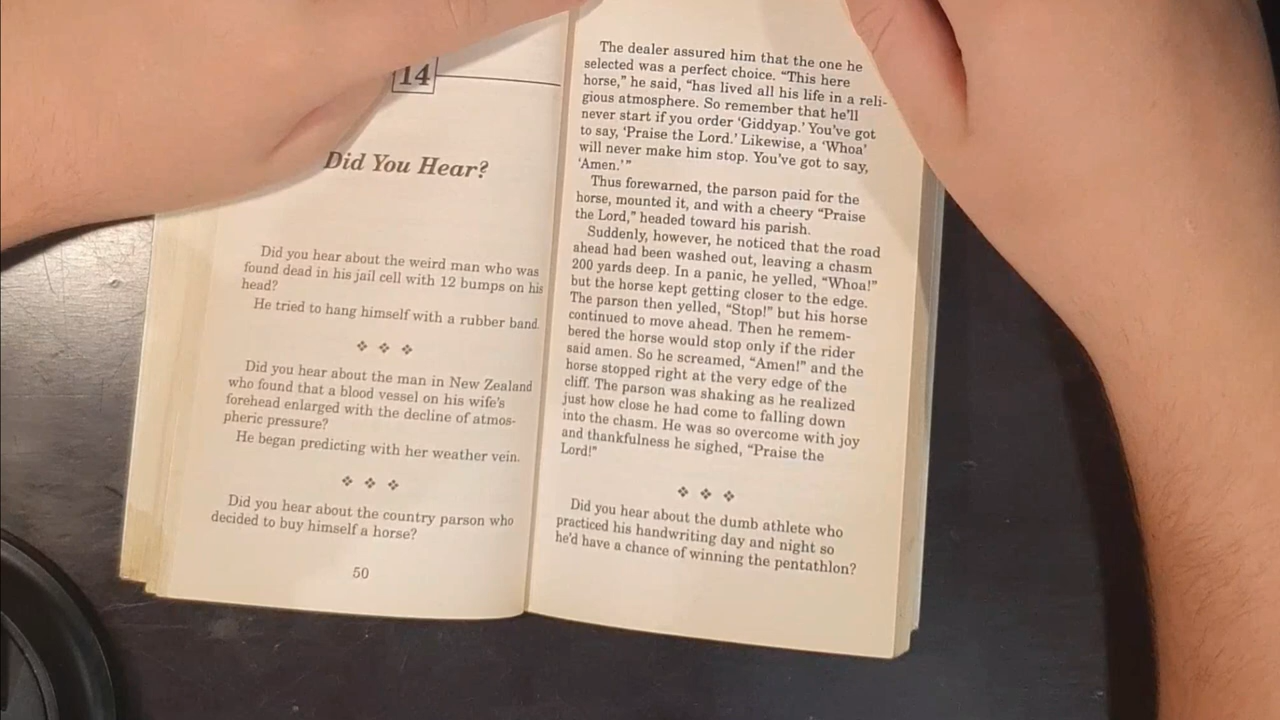 14
Did You Hear?
Did you hear about the weird man who was
found dead in his jail cell with 12 bumps on his
head?
He tried to hang himself with a rubber band.
Did you hear about the man in New Zealand
who found that a blood vessel on his wife's
forehead enlarged with the decline of atmos-
pheric pressure?
He began predicting with her weather vein.
Did you hear about the country parson who
decided to buy himself a horse?
50
The dealer assured him that the one he
selected was a perfect choice. “This here
horse,” he said, “has lived all his life in a reli-
gious atmosphere. So remember that he'll
never start if you order ‘Giddyap.’ You've got
to say, ‘Praise the Lord.’ Likewise, a ‘Whoa’
will never make him stop. You've got to say,
‘Amen.’”
Thus forewarned, the parson paid for the
horse, mounted it, and with a cheery “Praise
the Lord,” headed toward his parish.
Suddenly, however, he noticed that the road
ahead had been washed out, leaving a chasm
200 yards deep. In a panic, he yelled, “Whoa!”
but the horse kept getting closer to the edge.
The parson then yelled, “Stop!” but his horse
continued to move ahead. Then he remem-
bered the horse would stop only if the rider
said amen. So he screamed, “Amen!” and the
horse stopped right at the very edge of the
cliff. The parson was shaking as he realized
just how close he had come to falling down
into the chasm. He was so overcome with joy
and thankfulness he sighed, “Praise the
Lord!”
Did you hear about the dumb athlete who
practiced his handwriting day and night so
he'd have a chance of winning the pentathlon?